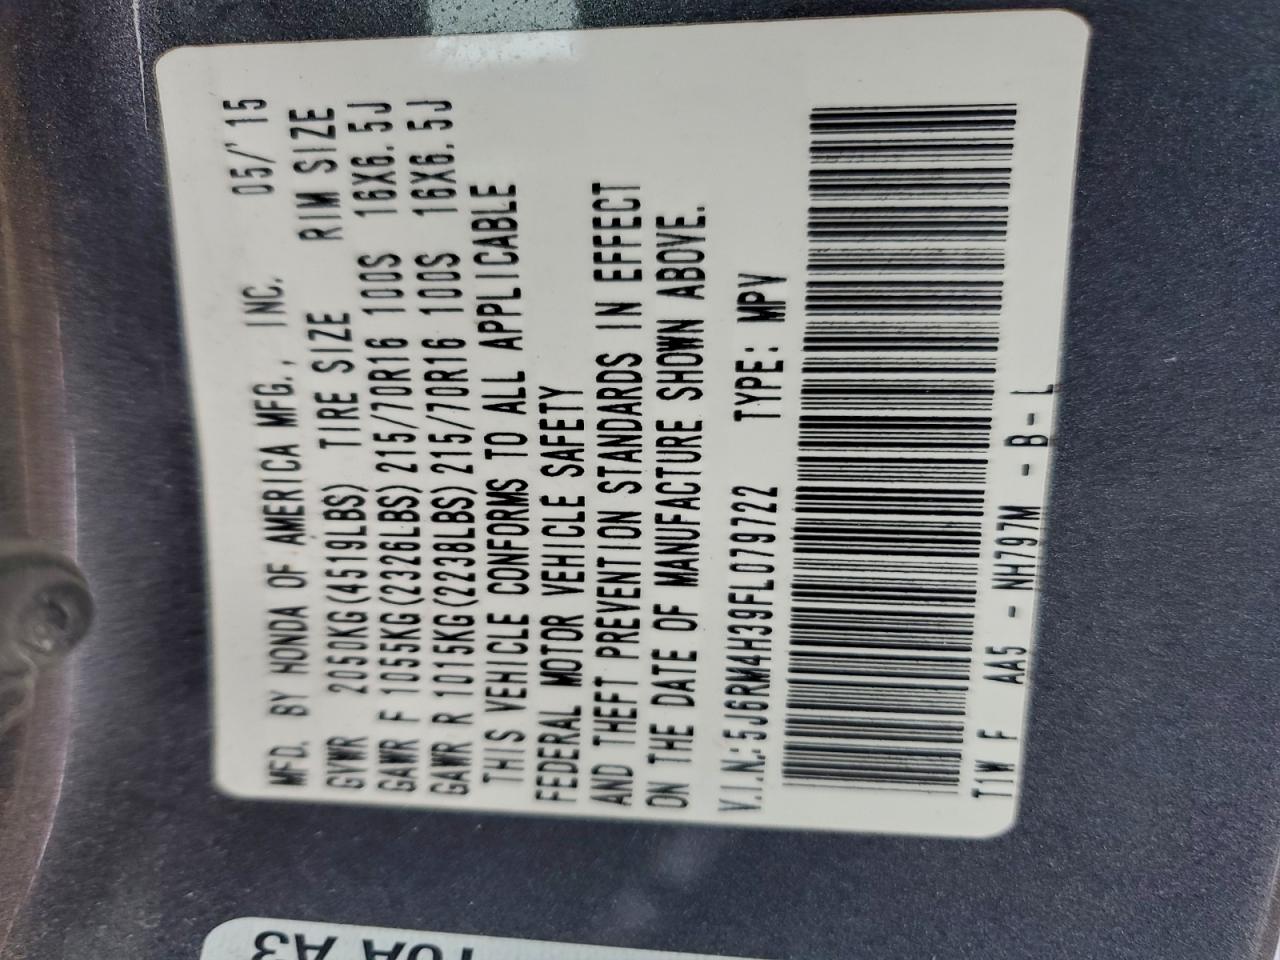 MFD. BY HONDA OF AMERICA MFG., INC. 05/'15
GVWR 2050KG(4519LBS) TIRE SIZE RIM SIZE
GAWR F 1055KG(2326LBS) 215/70R16 100S 16X6.5J
GAWR R 1015KG(2238LBS) 215/70R16 100S 16X6.5J
THIS VEHICLE CONFORMS TO ALL APPLICABLE
FEDERAL MOTOR VEHICLE SAFETY
AND THEFT PREVENTION STANDARDS IN EFFECT
ON THE DATE OF MANUFACTURE SHOWN ABOVE.
V.I.N.: 5J6RM4H39FL079722 TYPE: MPV
T1W F AA5 - NH797M - B - L